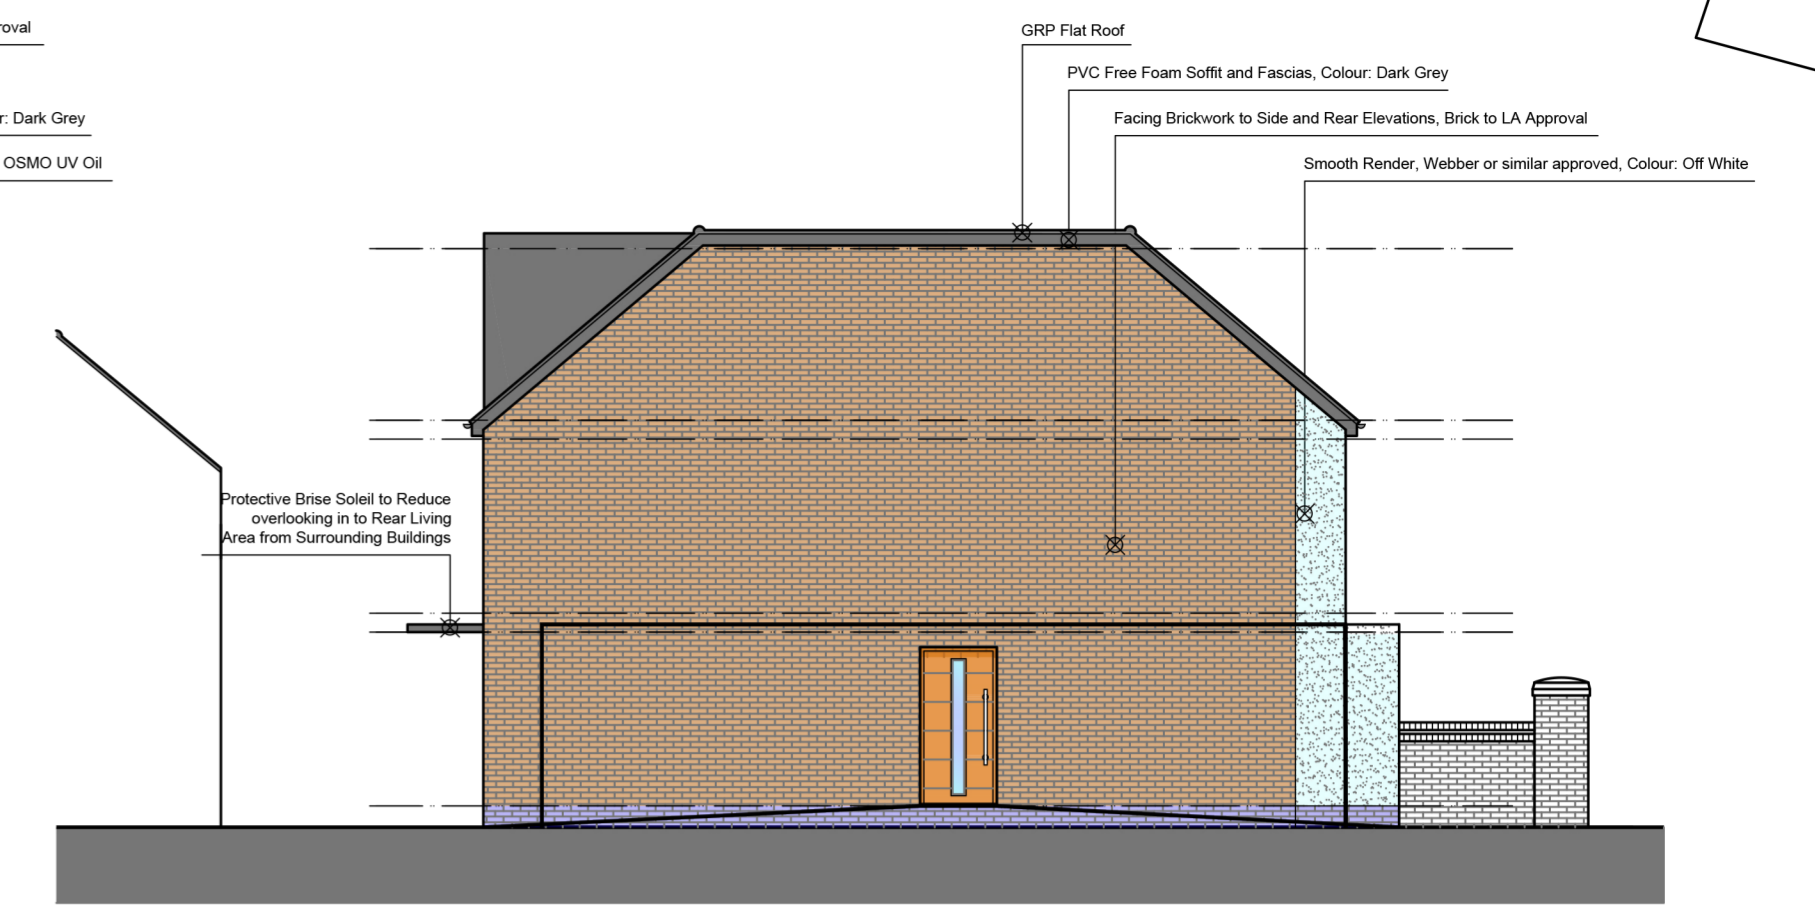 roval
GRP Flat Roof
PVC Free Foam Soffit and Fascias, Colour: Dark Grey
r: Dark Grey
Facing Brickwork to Side and Rear Elevations, Brick to LA Approval
OSMO UV Oil
Smooth Render, Webber or similar approved, Colour: Off White
Protective Brise Soleil to Reduce
overlooking in to Rear Living
Area from Surrounding Buildings